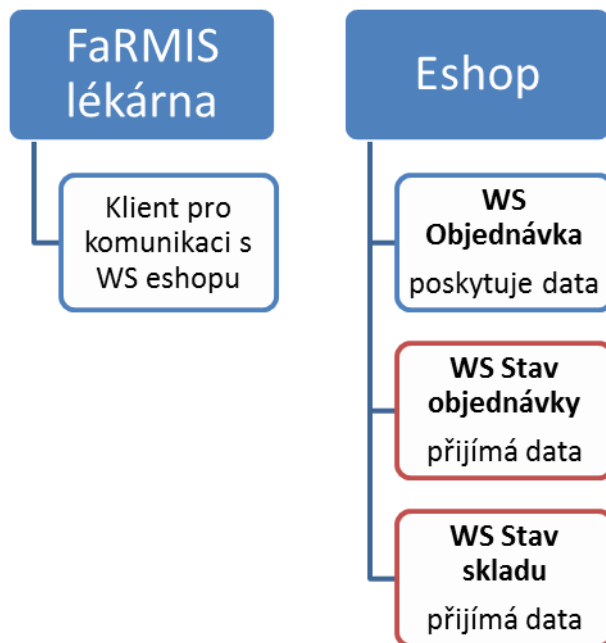 FaRMIS
lékárna
Klient pro
komunikaci s
WS eshopu
Eshop
WS
Objednávka
poskytuje data
WS Stav
objednávky
přijímá data
WS Stav
skladu
přijímá data